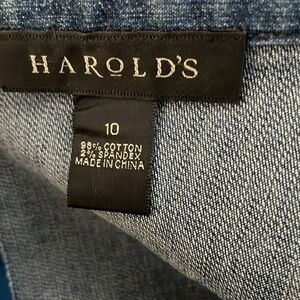 HAROLD'S
10
98% COTTON
2% SPANDEX
MADE IN CHINA